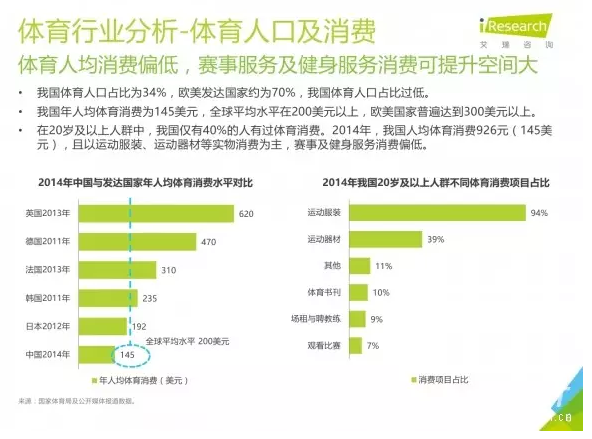 体育行业分析-体育人口及消费
iResearch
艾瑞咨询
体育人均消费偏低，赛事服务及健身服务消费可提升空间大
• 我国体育人口占比为34%，欧美发达国家约为70%，我国体育人口占比过低。
• 我国年人均体育消费为145美元，全球平均水平在200美元以上，欧美国家普遍达到300美元以上。
• 在20岁及以上人群中，我国仅有40%的人有过体育消费。2014年，我国人均体育消费926元（145美
元），且以运动服装、运动器材等实物消费为主，赛事及健身服务消费偏低。
2014年中国与发达国家年人均体育消费水平对比
英国2013年 620
德国2011年 470
法国2013年 310
韩国2011年 235
日本2012年 192
全球平均水平 200美元
中国2014年 145
年人均体育消费（美元）
2014年我国20岁及以上人群不同体育消费项目占比
运动服装 94%
运动器材 39%
其他 11%
体育书刊 10%
场租与聘教练 9%
观看比赛 7%
消费项目占比
来源：国家体育局及公开媒体报道数据。